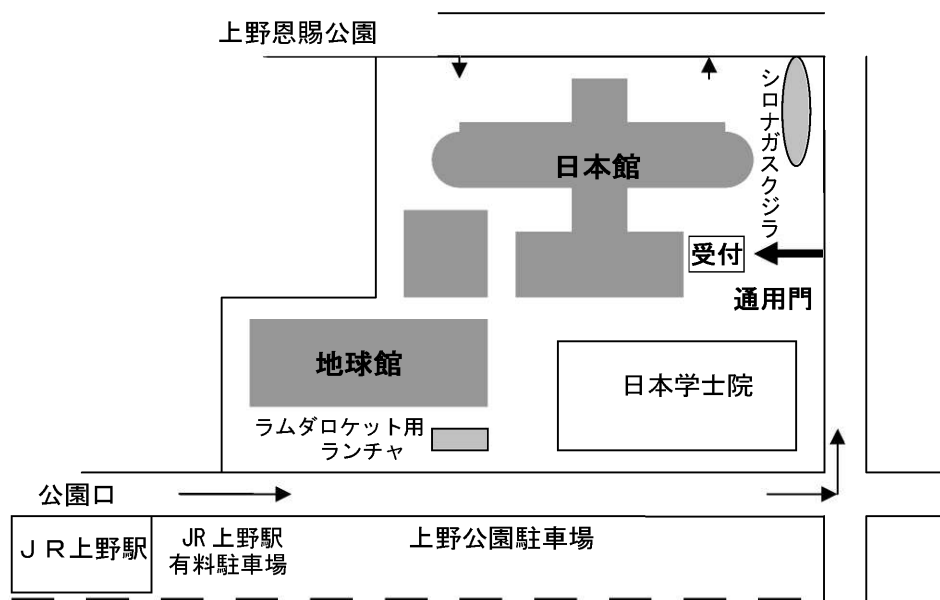 上野恩賜公園
シロナガスクジラ
日本館
受付
通用門
地球館
日本学士院
ラムダロケット用
ランチャ
公園口
JR上野駅
JR上野駅
有料駐車場
上野公園駐車場